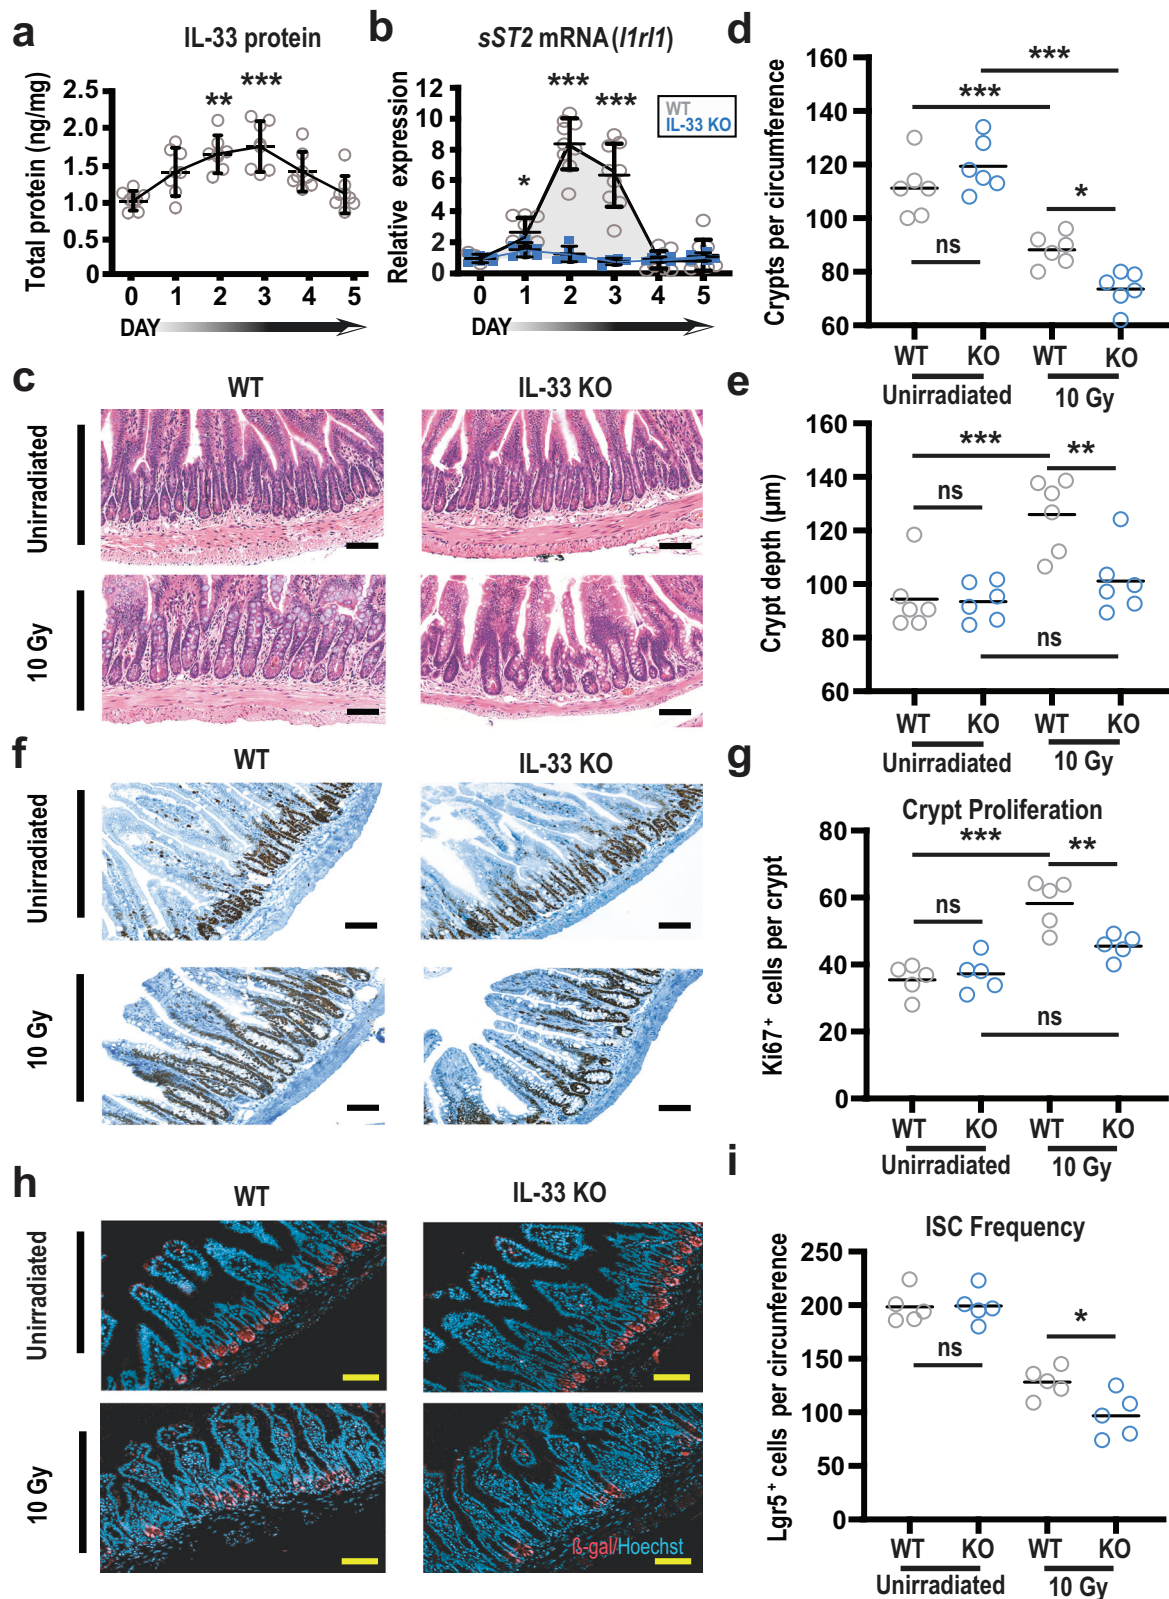 a
IL-33 protein
Total protein (ng/mg)
2.5
2.0
1.5
1.0
0.5
0
** ***
0 1 2 3 4 5
DAY
b
sST2 mRNA (l1rl1)
Relative expression
12
10
8
6
4
2
0
* *** ***
WT
IL-33 KO
0 1 2 3 4 5
DAY
c
WT IL-33 KO
Unirradiated
10 Gy
d
Crypts per circumference
160
140
120
100
80
60
***
***
*
ns
WT KO WT KO
Unirradiated 10 Gy
e
Crypt depth (µm)
160
140
120
100
80
60
*** **
ns
ns
WT KO WT KO
Unirradiated 10 Gy
f
WT IL-33 KO
Unirradiated
10 Gy
g
Crypt Proliferation
Ki67+ cells per crypt
80
60
40
20
0
*** **
ns
ns
WT KO WT KO
Unirradiated 10 Gy
h
WT IL-33 KO
Unirradiated
10 Gy
ß-gal/Hoechst
i
ISC Frequency
Lgr5+ cells per circunference
250
200
150
100
50
0
*
ns
WT KO WT KO
Unirradiated 10 Gy